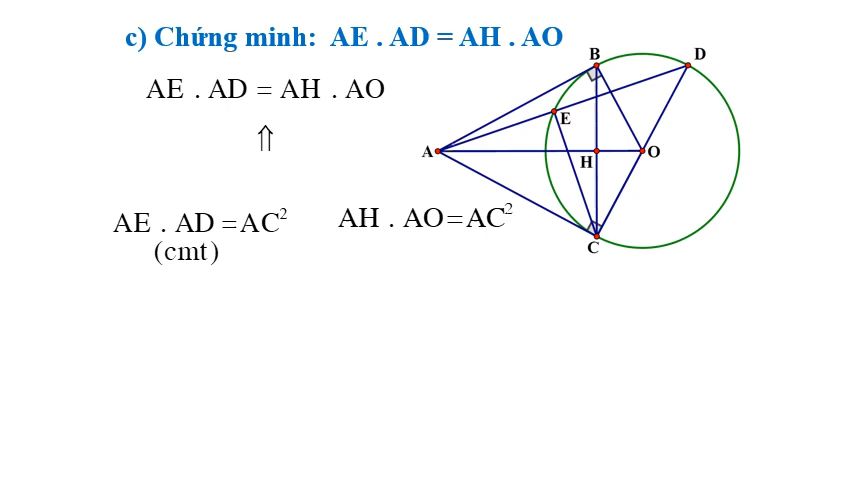 c) Chứng minh: AE . AD = AH . AO
AE . AD = AH . AO
⇑
AE . AD = AC²
AH . AO = AC²
(cmt)
B
D
E
A
H
O
C